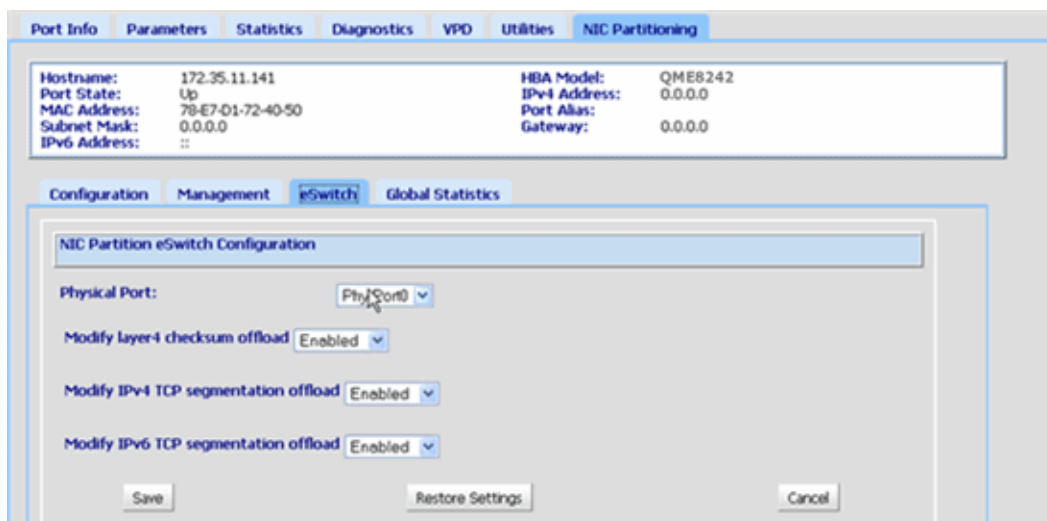 Port Info Parameters Statistics Diagnostics VPD Utilities NIC Partitioning
Hostname: 172.35.11.141 HBA Model: QME8242
Port State: Up IPv4 Address: 0.0.0.0
MAC Address: 78-E7-D1-72-40-50 Port Alias:
Subnet Mask: 0.0.0.0 Gateway: 0.0.0.0
IPv6 Address: ::
Configuration Management eSwitch Global Statistics
NIC Partition eSwitch Configuration
Physical Port: PhyPort0
Modify layer4 checksum offload Enabled
Modify IPv4 TCP segmentation offload Enabled
Modify IPv6 TCP segmentation offload Enabled
Save Restore Settings Cancel